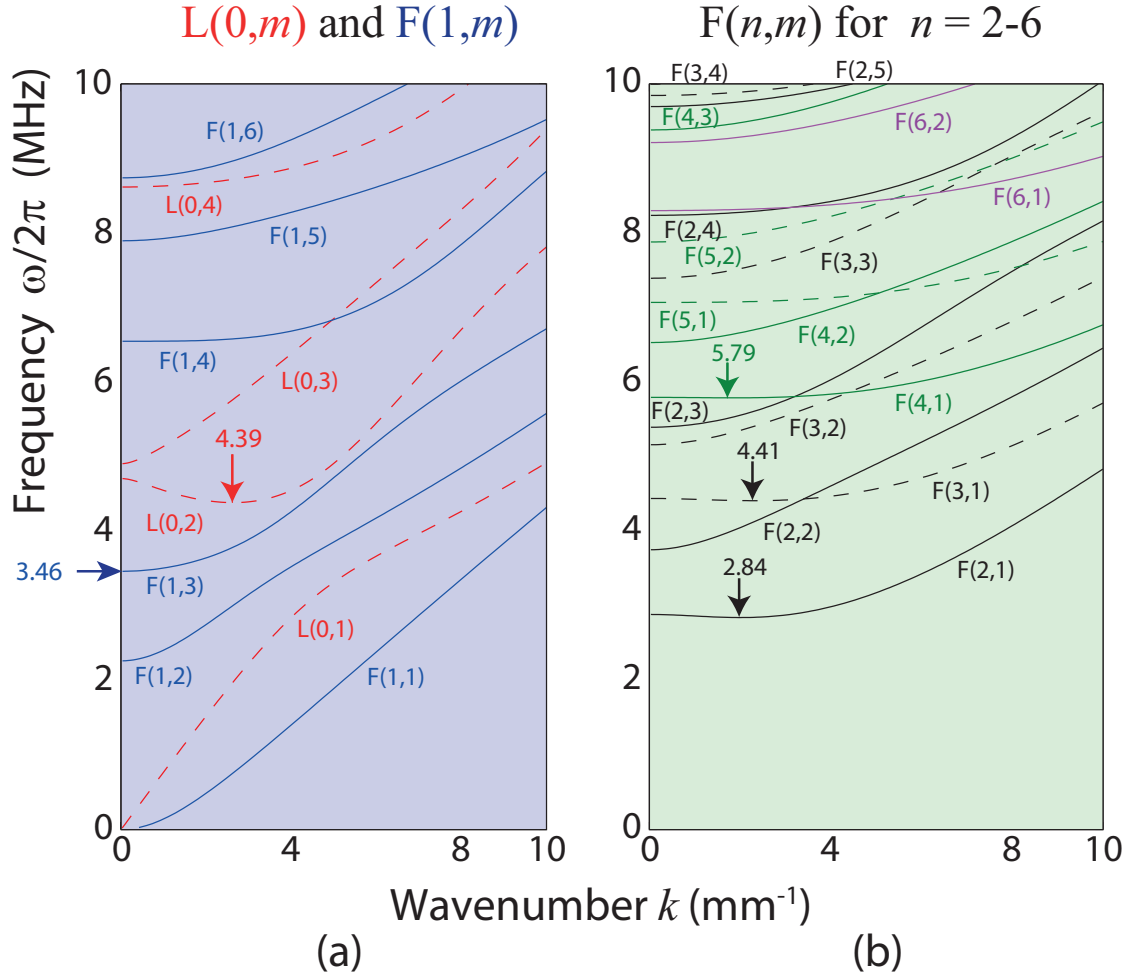 L(0,m) and F(1,m)
F(n,m) for n = 2-6
Frequency ω/2π (MHz)
10
8
6
4
2
0
F(1,6)
L(0,4)
F(1,5)
F(1,4)
L(0,3)
4.39
L(0,2)
3.46
F(1,3)
L(0,1)
F(1,2)
F(1,1)
0
4
8
10
10
8
6
4
2
0
F(3,4)
F(2,5)
F(4,3)
F(6,2)
F(6,1)
F(2,4)
F(5,2)
F(3,3)
F(5,1)
F(4,2)
5.79
F(2,3)
F(4,1)
F(3,2)
4.41
F(3,1)
F(2,2)
2.84
F(2,1)
0
4
8
10
Wavenumber k (mm⁻¹)
(a)
(b)